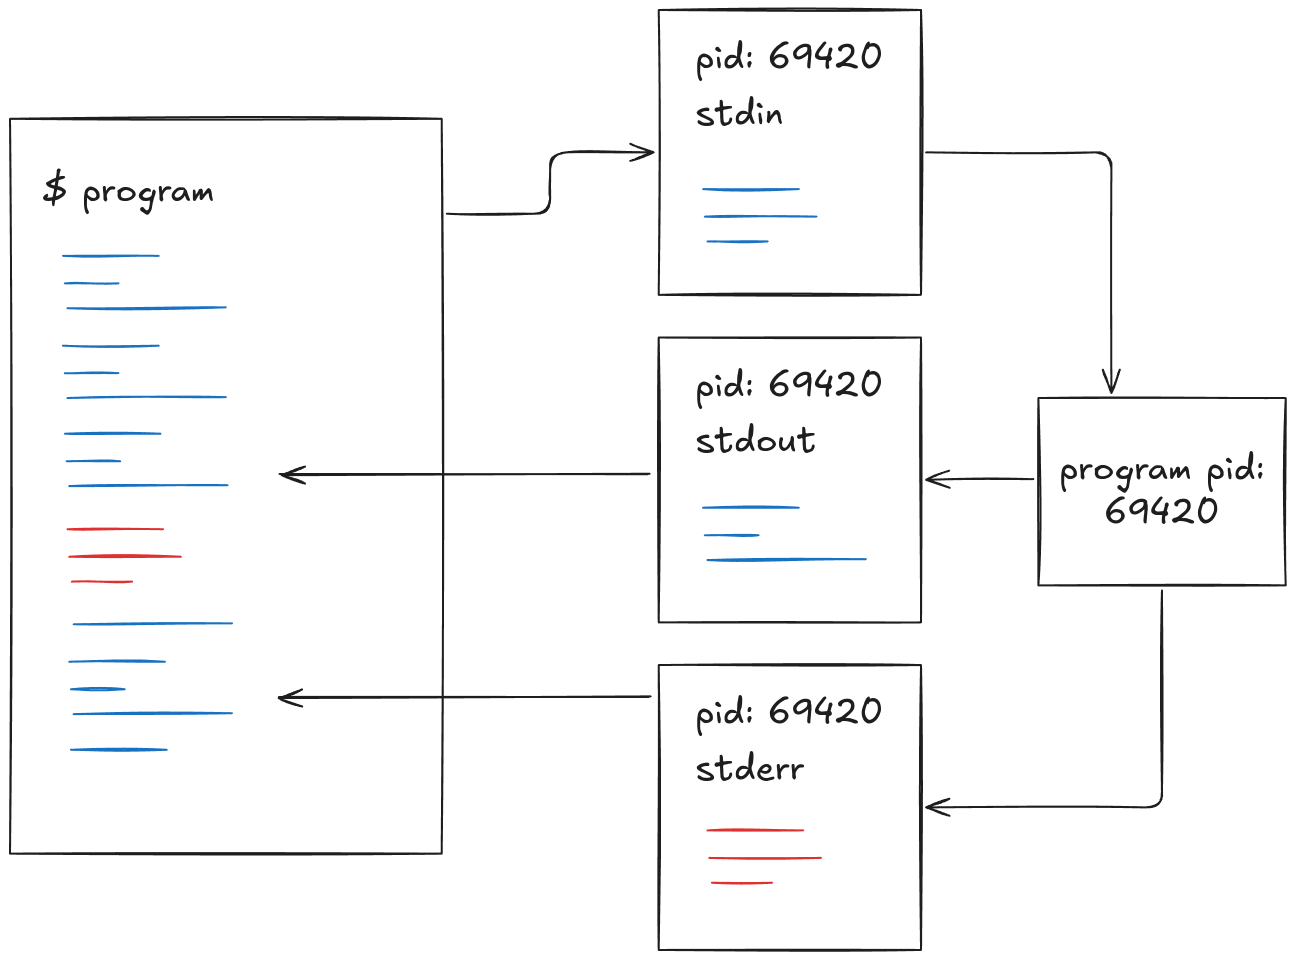 $ program
pid: 69420
stdin
pid: 69420
stdout
program pid:
69420
pid: 69420
stderr